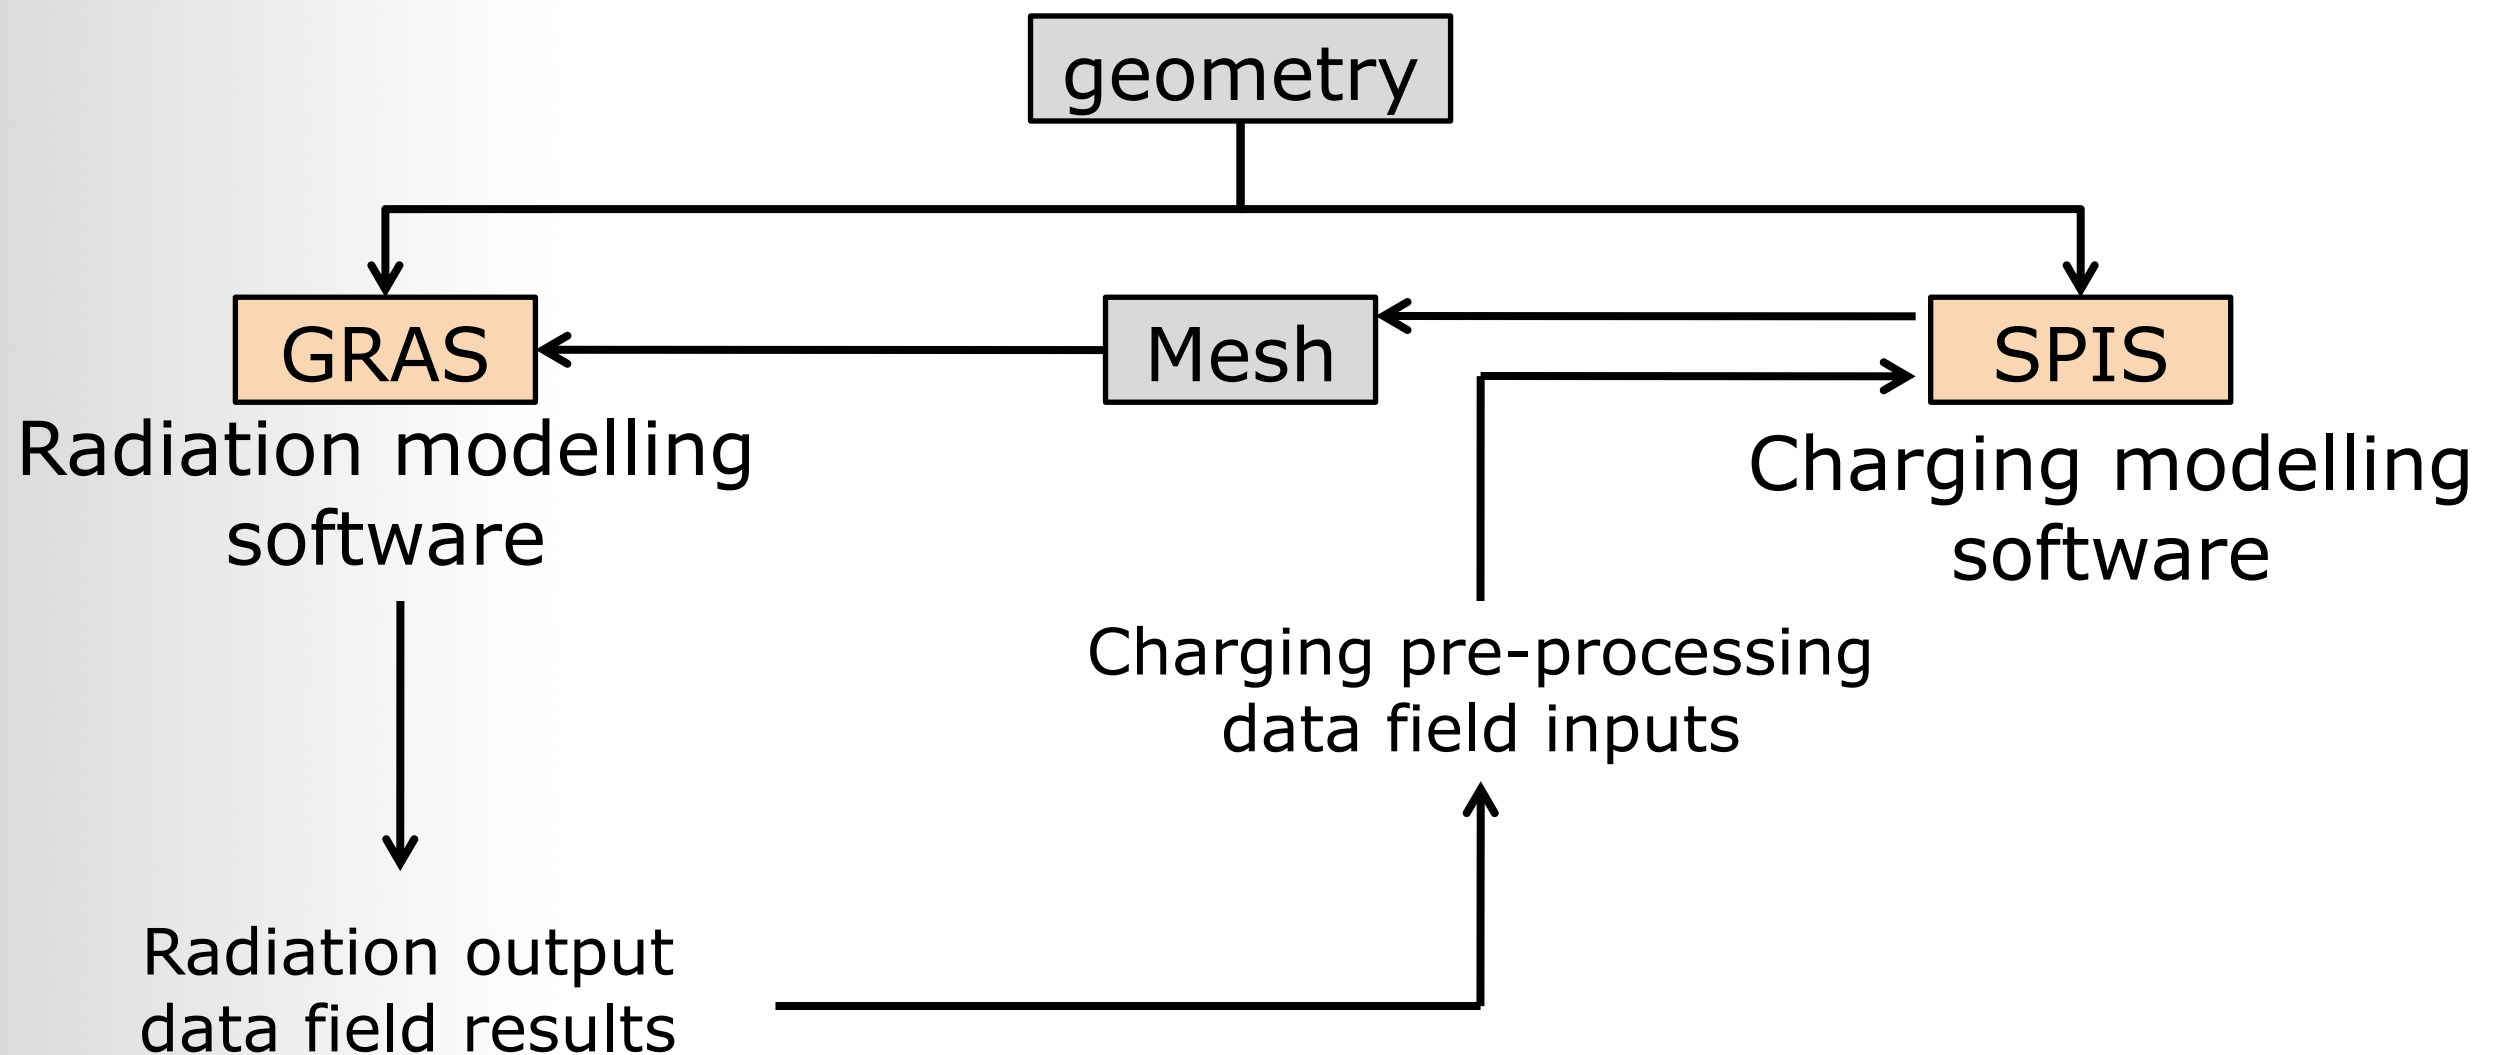 geometry
GRAS
Mesh
SPIS
Radiation modelling
software
Charging modelling
software
Charging pre-processing
data field inputs
Radiation output
data field results